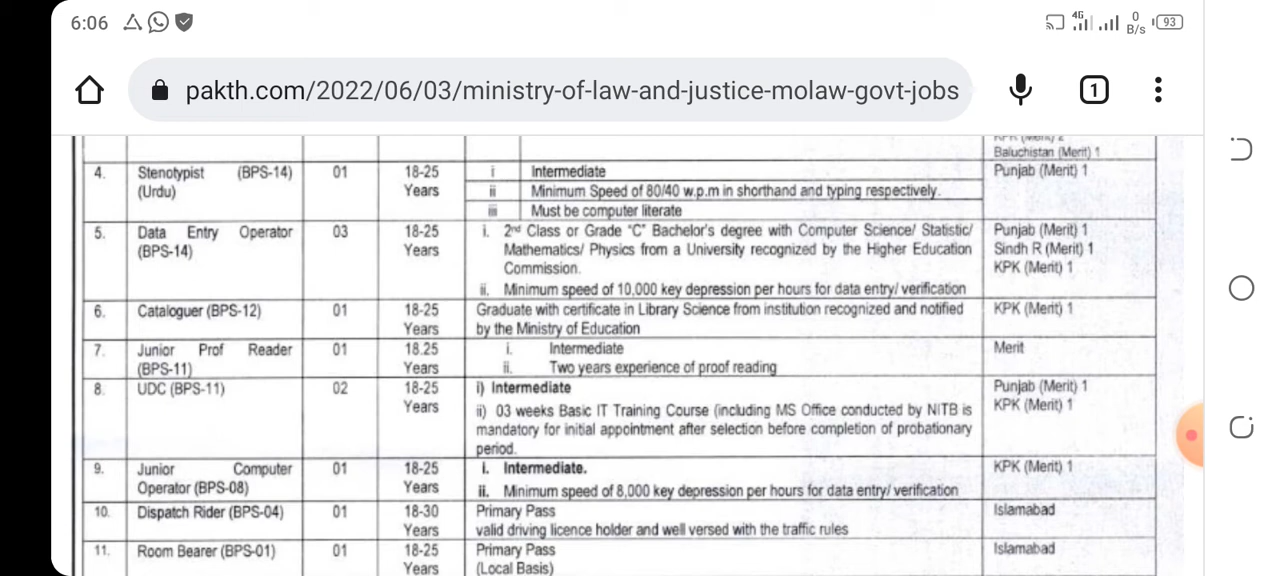 6:06
4G
0
B/s
93
pakth.com/2022/06/03/ministry-of-law-and-justice-molaw-govt-jobs
1
KPK (Merit) 2
Baluchistan (Merit) 1
4. Stenotypist (BPS-14) 01 18-25 i Intermediate Punjab (Merit) 1
(Urdu) Years ii Minimum Speed of 80/40 w.p.m in shorthand and typing respectively.
iii Must be computer literate
5. Data Entry Operator 03 18-25 i. 2nd Class or Grade "C" Bachelor's degree with Computer Science/ Statistic/ Punjab (Merit) 1
(BPS-14) Years Mathematics/ Physics from a University recognized by the Higher Education Sindh R (Merit) 1
Commission. KPK (Merit) 1
ii. Minimum speed of 10,000 key depression per hours for data entry/ verification
6. Cataloguer (BPS-12) 01 18-25 Graduate with certificate in Library Science from institution recognized and notified KPK (Merit) 1
Years by the Ministry of Education
7. Junior Prof Reader 01 18.25 i. Intermediate Merit
(BPS-11) Years ii. Two years experience of proof reading
8. UDC (BPS-11) 02 18-25 i) Intermediate Punjab (Merit) 1
Years ii) 03 weeks Basic IT Training Course (including MS Office conducted by NITB is KPK (Merit) 1
mandatory for initial appointment after selection before completion of probationary
period.
9. Junior Computer 01 18-25 i. Intermediate. KPK (Merit) 1
Operator (BPS-08) Years ii. Minimum speed of 8,000 key depression per hours for data entry/ verification
10. Dispatch Rider (BPS-04) 01 18-30 Primary Pass Islamabad
Years valid driving licence holder and well versed with the traffic rules
11. Room Bearer (BPS-01) 01 18-25 Primary Pass Islamabad
Years (Local Basis)